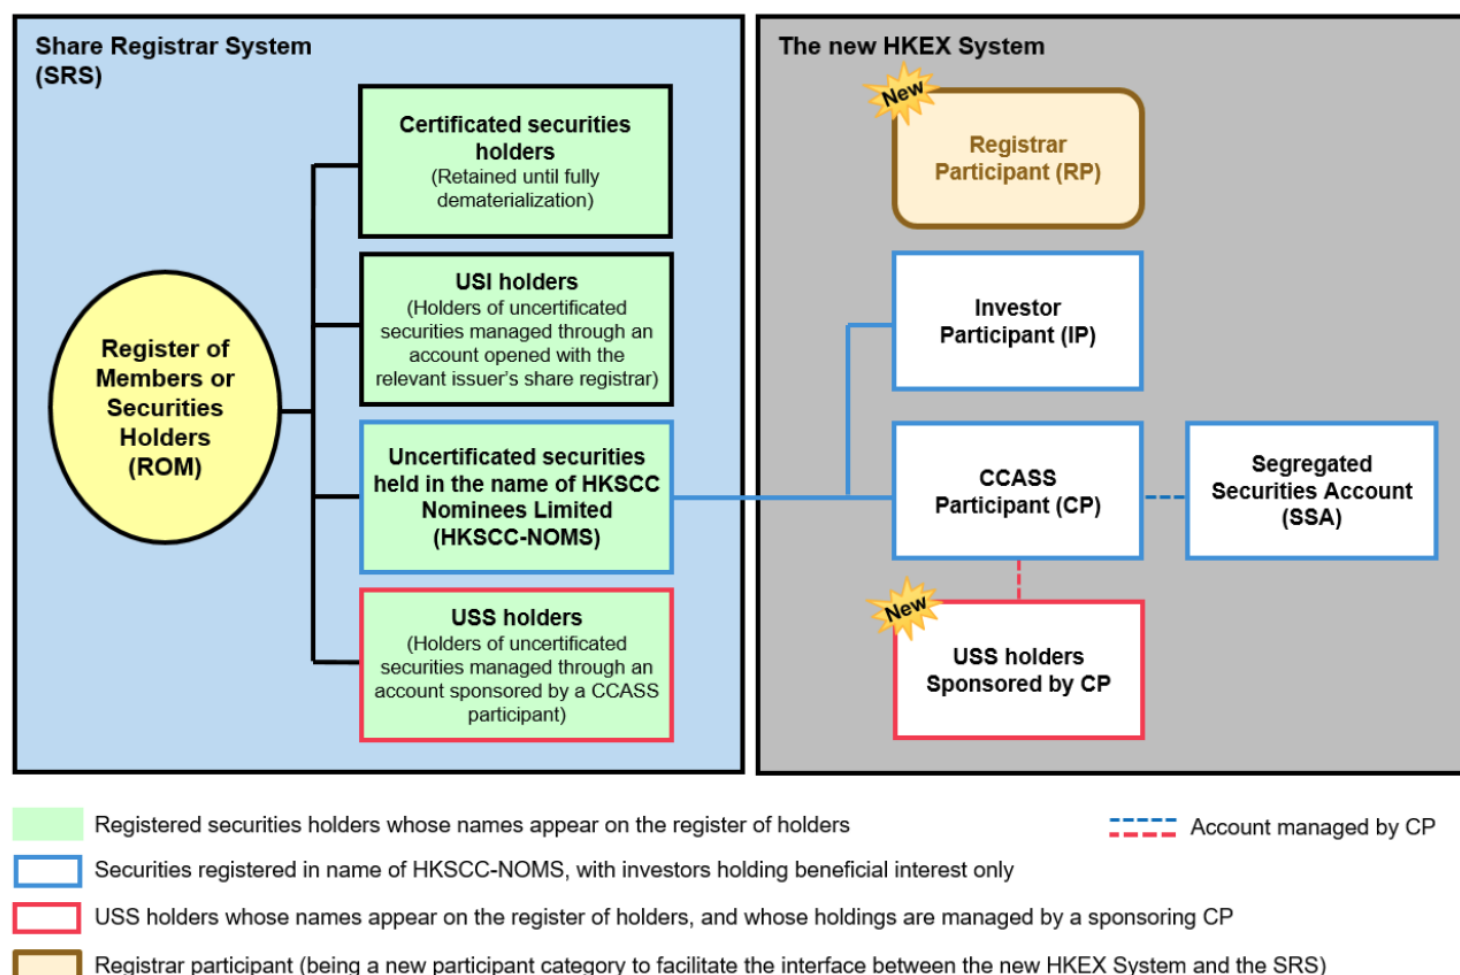 Share Registrar System
(SRS)
Certificated securities
holders
(Retained until fully
dematerialization)
USI holders
(Holders of uncertificated
securities managed through an
account opened with the
relevant issuer's share registrar)
Register of
Members or
Securities
Holders
(ROM)
Uncertificated securities
held in the name of HKSCC
Nominees Limited
(HKSCC-NOMS)
USS holders
(Holders of uncertificated
securities managed through an
account sponsored by a CCASS
participant)
The new HKEX System
New
Registrar
Participant (RP)
Investor
Participant (IP)
CCASS
Participant (CP)
Segregated
Securities Account
(SSA)
New
USS holders
Sponsored by CP
Registered securities holders whose names appear on the register of holders
Account managed by CP
Securities registered in name of HKSCC-NOMS, with investors holding beneficial interest only
USS holders whose names appear on the register of holders, and whose holdings are managed by a sponsoring CP
Registrar participant (being a new participant category to facilitate the interface between the new HKEX System and the SRS)